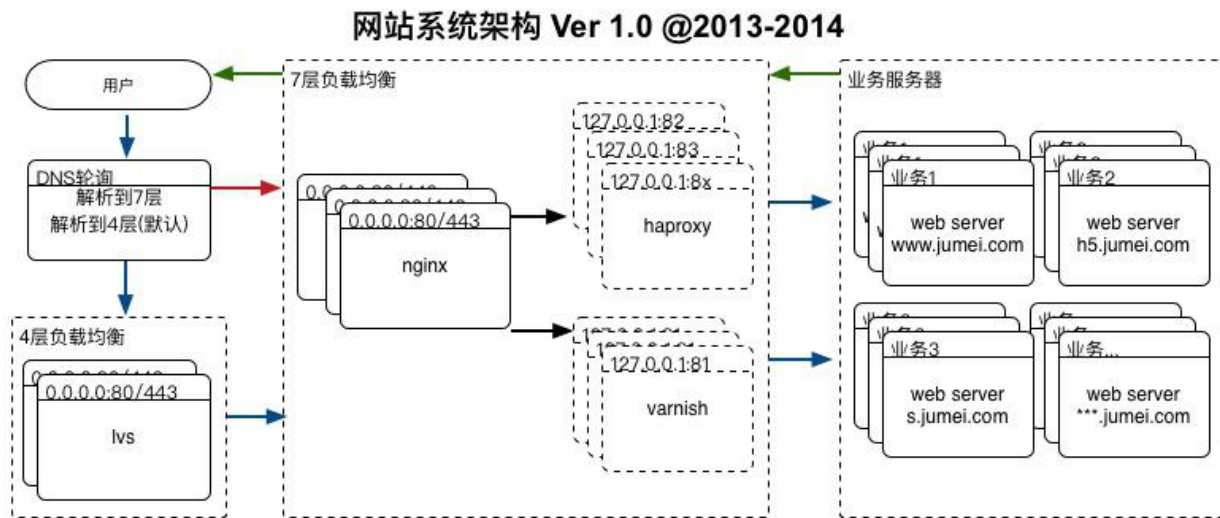 网站系统架构 Ver 1.0 @2013-2014
用户
DNS轮询
解析到7层
解析到4层(默认)
4层负载均衡
0.0.0.0:80/443
lvs
7层负载均衡
0.0.0.0:80/443
nginx
127.0.0.1:82
127.0.0.1:83
127.0.0.1:8x
haproxy
127.0.0.1:81
varnish
业务服务器
业务1
web server
www.jumei.com
业务2
web server
h5.jumei.com
业务3
web server
s.jumei.com
业务...
web server
***.jumei.com